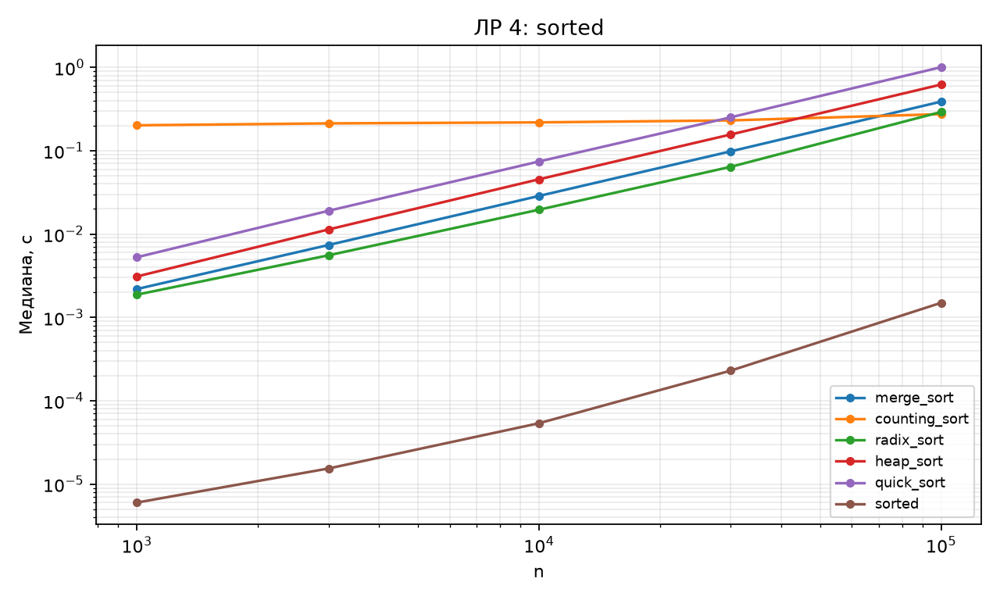 ЛР 4: sorted
Медиана, с
10⁰
10⁻¹
10⁻²
10⁻³
10⁻⁴
10⁻⁵
10³
10⁴
10⁵
n
merge_sort
counting_sort
radix_sort
heap_sort
quick_sort
sorted